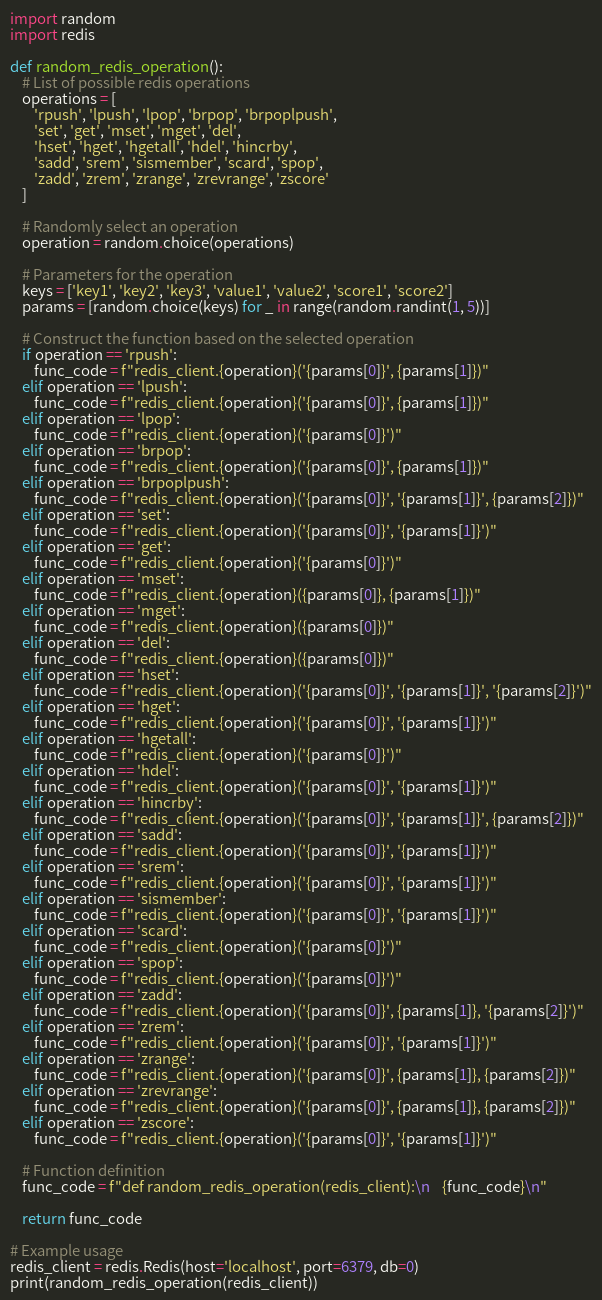 import random
import redis

def random_redis_operation():
    # List of possible redis operations
    operations = [
        'rpush', 'lpush', 'lpop', 'brpop', 'brpoplpush',
        'set', 'get', 'mset', 'mget', 'del',
        'hset', 'hget', 'hgetall', 'hdel', 'hincrby',
        'sadd', 'srem', 'sismember', 'scard', 'spop',
        'zadd', 'zrem', 'zrange', 'zrevrange', 'zscore'
    ]

    # Randomly select an operation
    operation = random.choice(operations)

    # Parameters for the operation
    keys = ['key1', 'key2', 'key3', 'value1', 'value2', 'score1', 'score2']
    params = [random.choice(keys) for _ in range(random.randint(1, 5))]

    # Construct the function based on the selected operation
    if operation == 'rpush':
        func_code = f"redis_client.{operation}('{params[0]}', {params[1]})"
    elif operation == 'lpush':
        func_code = f"redis_client.{operation}('{params[0]}', {params[1]})"
    elif operation == 'lpop':
        func_code = f"redis_client.{operation}('{params[0]}')"
    elif operation == 'brpop':
        func_code = f"redis_client.{operation}('{params[0]}', {params[1]})"
    elif operation == 'brpoplpush':
        func_code = f"redis_client.{operation}('{params[0]}', '{params[1]}', {params[2]})"
    elif operation == 'set':
        func_code = f"redis_client.{operation}('{params[0]}', '{params[1]}')"
    elif operation == 'get':
        func_code = f"redis_client.{operation}('{params[0]}')"
    elif operation == 'mset':
        func_code = f"redis_client.{operation}({params[0]}, {params[1]})"
    elif operation == 'mget':
        func_code = f"redis_client.{operation}({params[0]})"
    elif operation == 'del':
        func_code = f"redis_client.{operation}({params[0]})"
    elif operation == 'hset':
        func_code = f"redis_client.{operation}('{params[0]}', '{params[1]}', '{params[2]}')"
    elif operation == 'hget':
        func_code = f"redis_client.{operation}('{params[0]}', '{params[1]}')"
    elif operation == 'hgetall':
        func_code = f"redis_client.{operation}('{params[0]}')"
    elif operation == 'hdel':
        func_code = f"redis_client.{operation}('{params[0]}', '{params[1]}')"
    elif operation == 'hincrby':
        func_code = f"redis_client.{operation}('{params[0]}', '{params[1]}', {params[2]})"
    elif operation == 'sadd':
        func_code = f"redis_client.{operation}('{params[0]}', '{params[1]}')"
    elif operation == 'srem':
        func_code = f"redis_client.{operation}('{params[0]}', '{params[1]}')"
    elif operation == 'sismember':
        func_code = f"redis_client.{operation}('{params[0]}', '{params[1]}')"
    elif operation == 'scard':
        func_code = f"redis_client.{operation}('{params[0]}')"
    elif operation == 'spop':
        func_code = f"redis_client.{operation}('{params[0]}')"
    elif operation == 'zadd':
        func_code = f"redis_client.{operation}('{params[0]}', {params[1]}, '{params[2]}')"
    elif operation == 'zrem':
        func_code = f"redis_client.{operation}('{params[0]}', '{params[1]}')"
    elif operation == 'zrange':
        func_code = f"redis_client.{operation}('{params[0]}', {params[1]}, {params[2]})"
    elif operation == 'zrevrange':
        func_code = f"redis_client.{operation}('{params[0]}', {params[1]}, {params[2]})"
    elif operation == 'zscore':
        func_code = f"redis_client.{operation}('{params[0]}', '{params[1]}')"

    # Function definition
    func_code = f"def random_redis_operation(redis_client):\n    {func_code}\n"

    return func_code

# Example usage
redis_client = redis.Redis(host='localhost', port=6379, db=0)
print(random_redis_operation(redis_client))